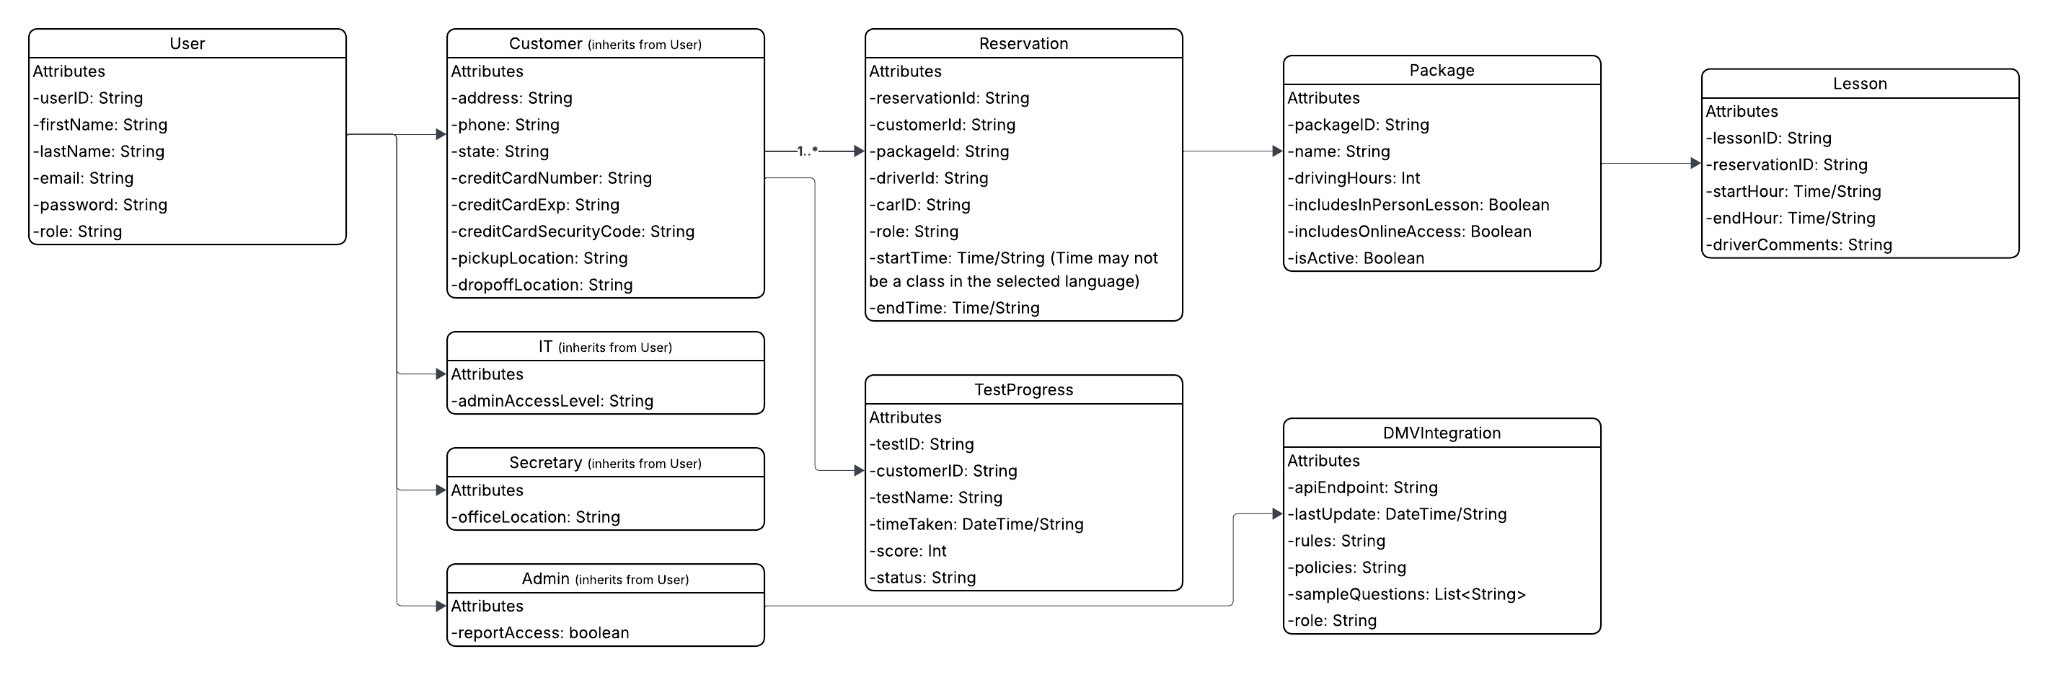 User
Attributes
-userID: String
-firstName: String
-lastName: String
-email: String
-password: String
-role: String
Customer (inherits from User)
Attributes
-address: String
-phone: String
-state: String
-creditCardNumber: String
-creditCardExp: String
-creditCardSecurityCode: String
-pickupLocation: String
-dropoffLocation: String
1..*
IT (inherits from User)
Attributes
-adminAccessLevel: String
Secretary (inherits from User)
Attributes
-officeLocation: String
Admin (inherits from User)
Attributes
-reportAccess: boolean
Reservation
Attributes
-reservationId: String
-customerId: String
-packageId: String
-driverId: String
-carID: String
-role: String
-startTime: Time/String (Time may not
be a class in the selected language)
-endTime: Time/String
TestProgress
Attributes
-testID: String
-customerID: String
-testName: String
-timeTaken: DateTime/String
-score: Int
-status: String
Package
Attributes
-packageID: String
-name: String
-drivingHours: Int
-includesInPersonLesson: Boolean
-includesOnlineAccess: Boolean
-isActive: Boolean
DMVIntegration
Attributes
-apiEndpoint: String
-lastUpdate: DateTime/String
-rules: String
-policies: String
-sampleQuestions: List<String>
-role: String
Lesson
Attributes
-lessonID: String
-reservationID: String
-startHour: Time/String
-endHour: Time/String
-driverComments: String